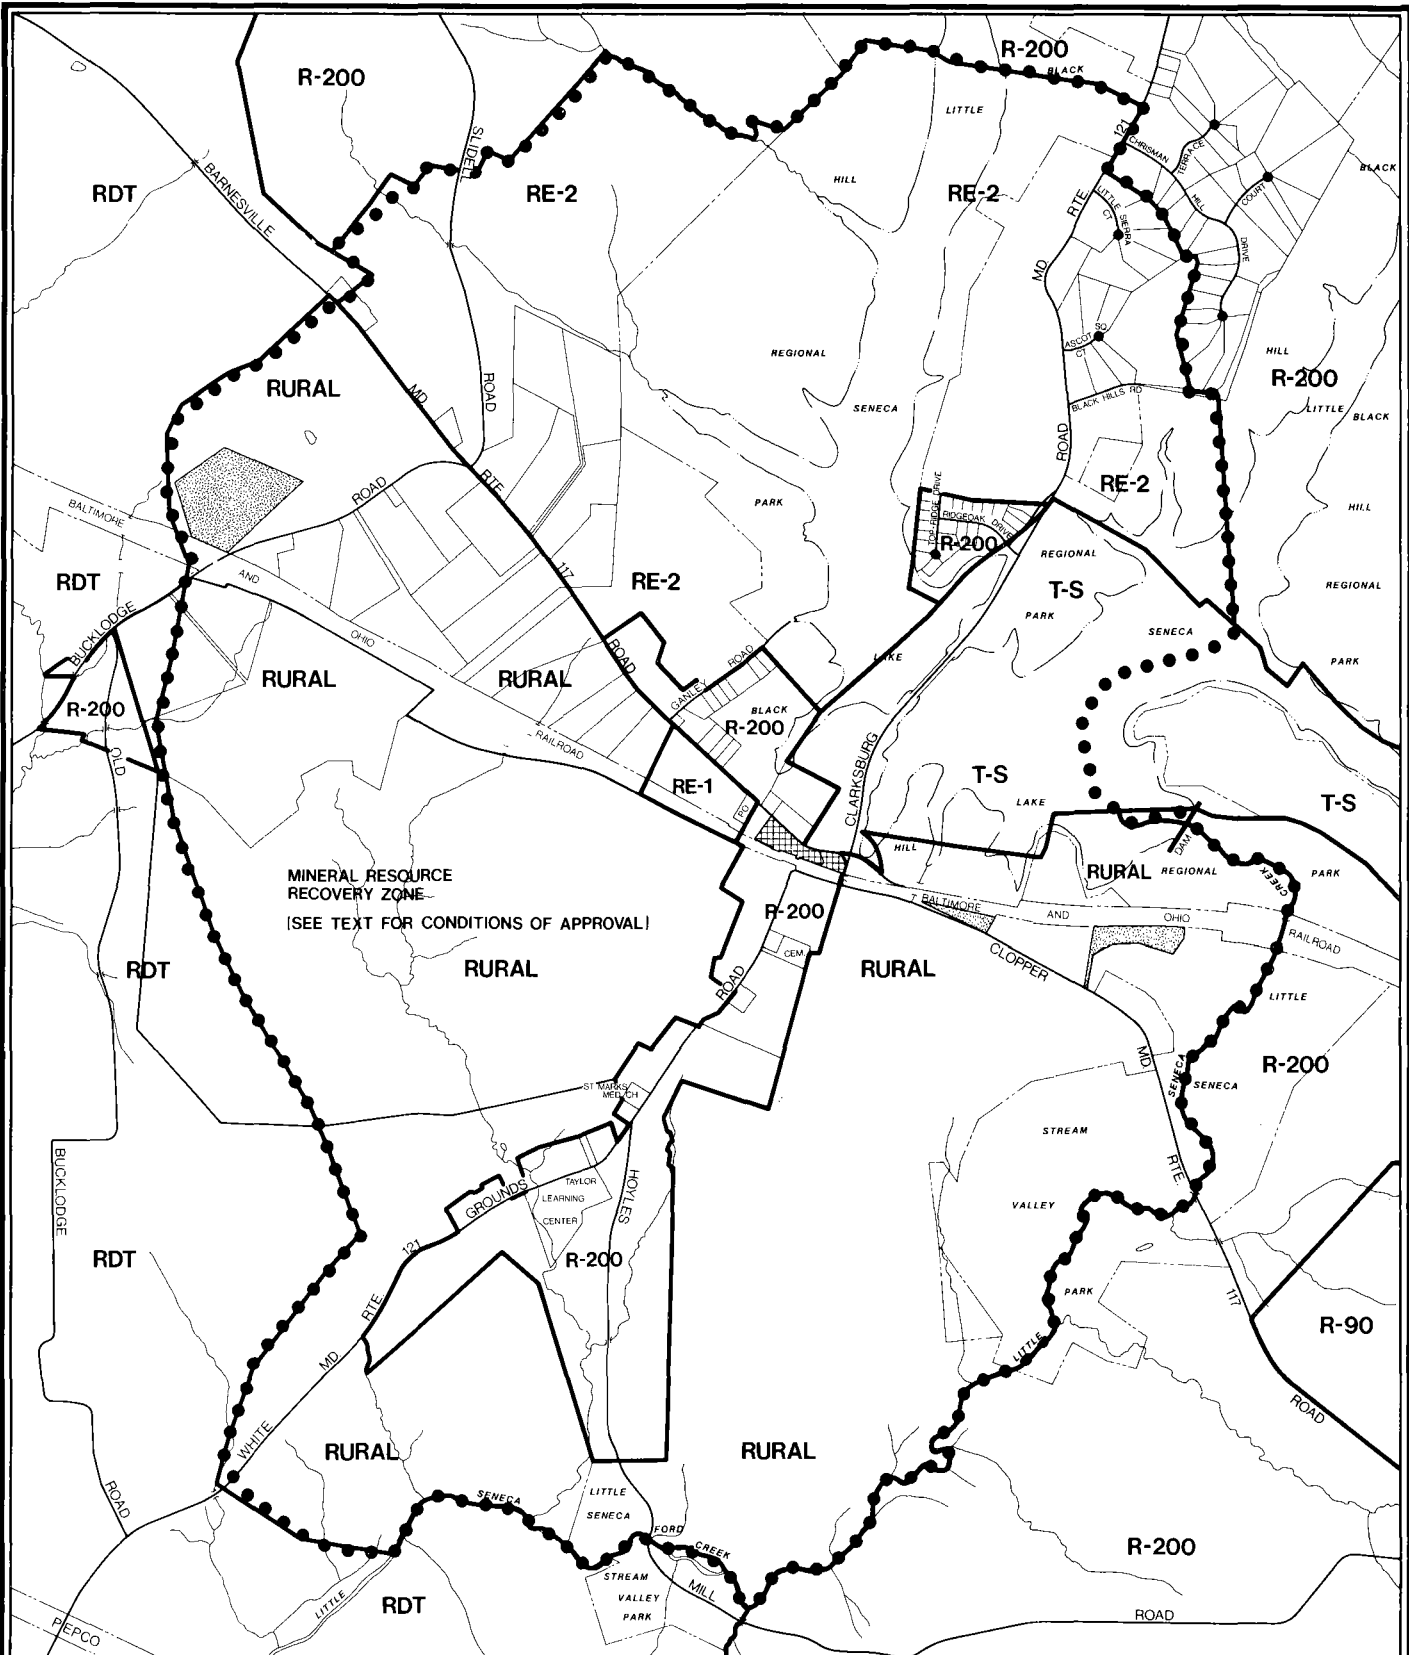 R-200
R-200
BLACK
LITTLE
121
CHRISMAN
TERRACE
HILL
COURT
DRIVE
BLACK
SLIDELL
BARNESVILLE
RDT
RE-2
HILL
RE-2
MD
RTE
LITTLE
SIERRA
CT
REGIONAL
SENECA
ASCOT SQ
CT
BLACK HILLS RD
HILL
R-200
LITTLE
BLACK
RURAL
MD.
ROAD
ROAD
RTE
ROAD
RE-2
PARK
TOP-RIDGE DRIVE
RIDGEOAK DRIVE
R-200
HILL
BALTIMORE
AND
OHIO
RDT
117
RE-2
REGIONAL
T-S
PARK
SENECA
REGIONAL
PARK
BUCKLODGE
ROAD
RURAL
RURAL
LAKE
GANLEY
ROAD
BLACK
R-200
R-200
OLD
RAILROAD
RE-1
P.O.
CLARKSBURG
T-S
LAKE
T-S
DAM
HILL
RURAL
REGIONAL
CREEK
PARK
MINERAL RESOURCE
RECOVERY ZONE
(SEE TEXT FOR CONDITIONS OF APPROVAL)
R-200
CEM.
BALTIMORE
AND
OHIO
RAILROAD
CLOPPER
RDT
RURAL
ROAD
RURAL
LITTLE
MD.
SENECA
SENECA
R-200
ST MARKS
MED. CH
STREAM
RTE
BUCKLODGE
GROUNDS
TAYLOR
LEARNING
CENTER
HOYLES
VALLEY
RDT
121
R-200
RTE.
MD.
PARK
LITTLE
117
R-90
ROAD
WHITE
RURAL
RURAL
ROAD
SENECA
LITTLE
SENECA
FORD
CREEK
MILL
STREAM
VALLEY
PARK
R-200
LITTLE
RDT
ROAD
PEPCO